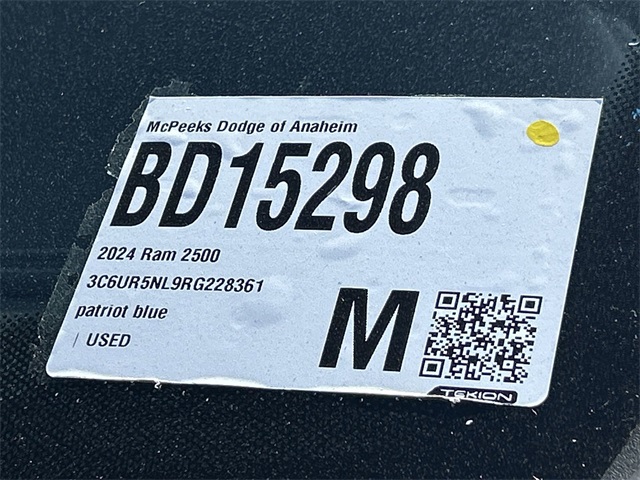 McPeeks Dodge of Anaheim
BD15298
2024 Ram 2500
3C6UR5NL9RG228361
patriot blue
/ USED
M
TEKION